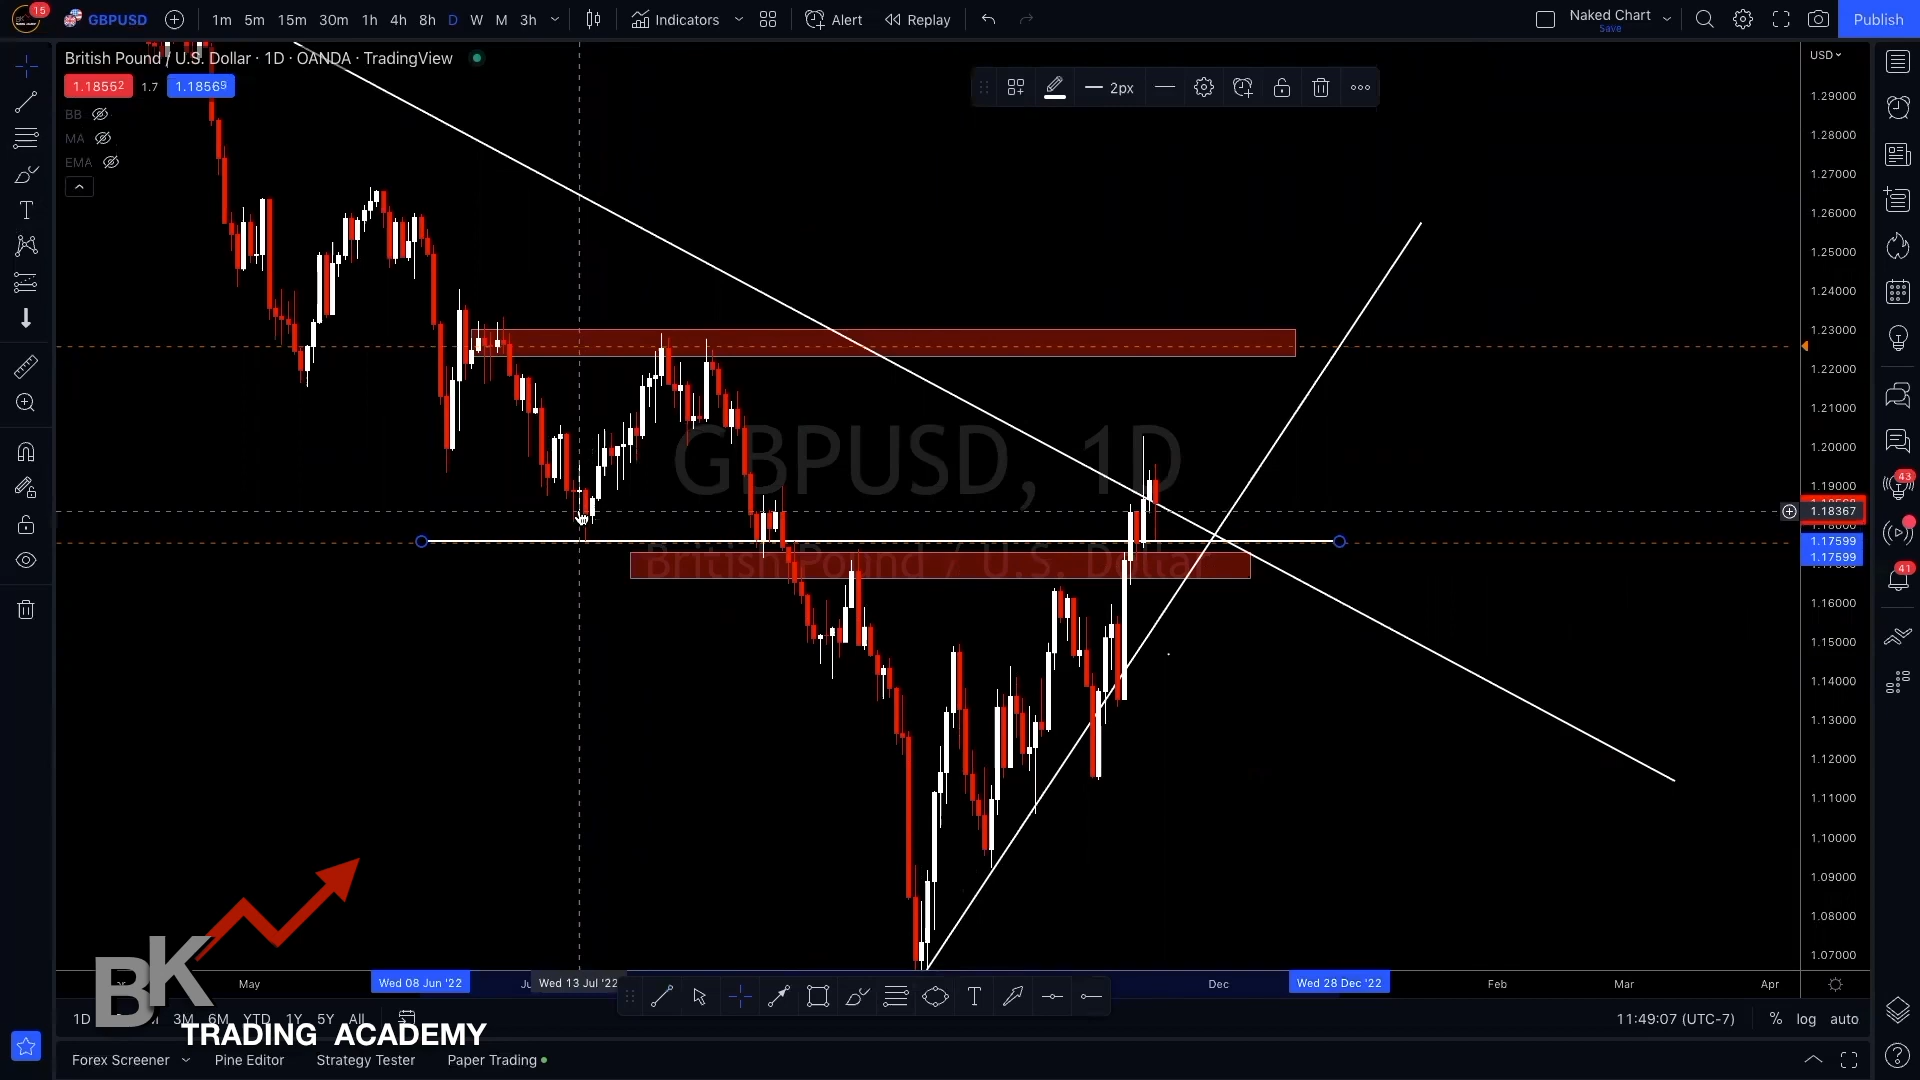 15 GBPUSD 1m 5m 15m 30m 1h 4h 8h D W M 3h Indicators Alert Replay Naked Chart Save Publish
British Pound / U.S. Dollar · 1D · OANDA · TradingView
USD
1.18562 1.7 1.18569
2px
BB
MA
EMA
1.29000
1.28000
1.27000
1.26000
1.25000
1.24000
1.23000
1.22000
1.21000
1.20000
GBPUSD, 1D
1.19000
1.18367
1.18000
1.17599
1.17599
British Pound / U.S. Dollar
43
41
1.16000
1.15000
1.14000
1.13000
1.12000
1.11000
1.10000
1.09000
1.08000
1.07000
BK
May Wed 08 Jun '22 Wed 13 Jul '22 Dec Wed 28 Dec '22 Feb Mar Apr
1D 3M 6M YTD 1Y 5Y All 11:49:07 (UTC-7) % log auto
TRADING ACADEMY
Forex Screener Pine Editor Strategy Tester Paper Trading